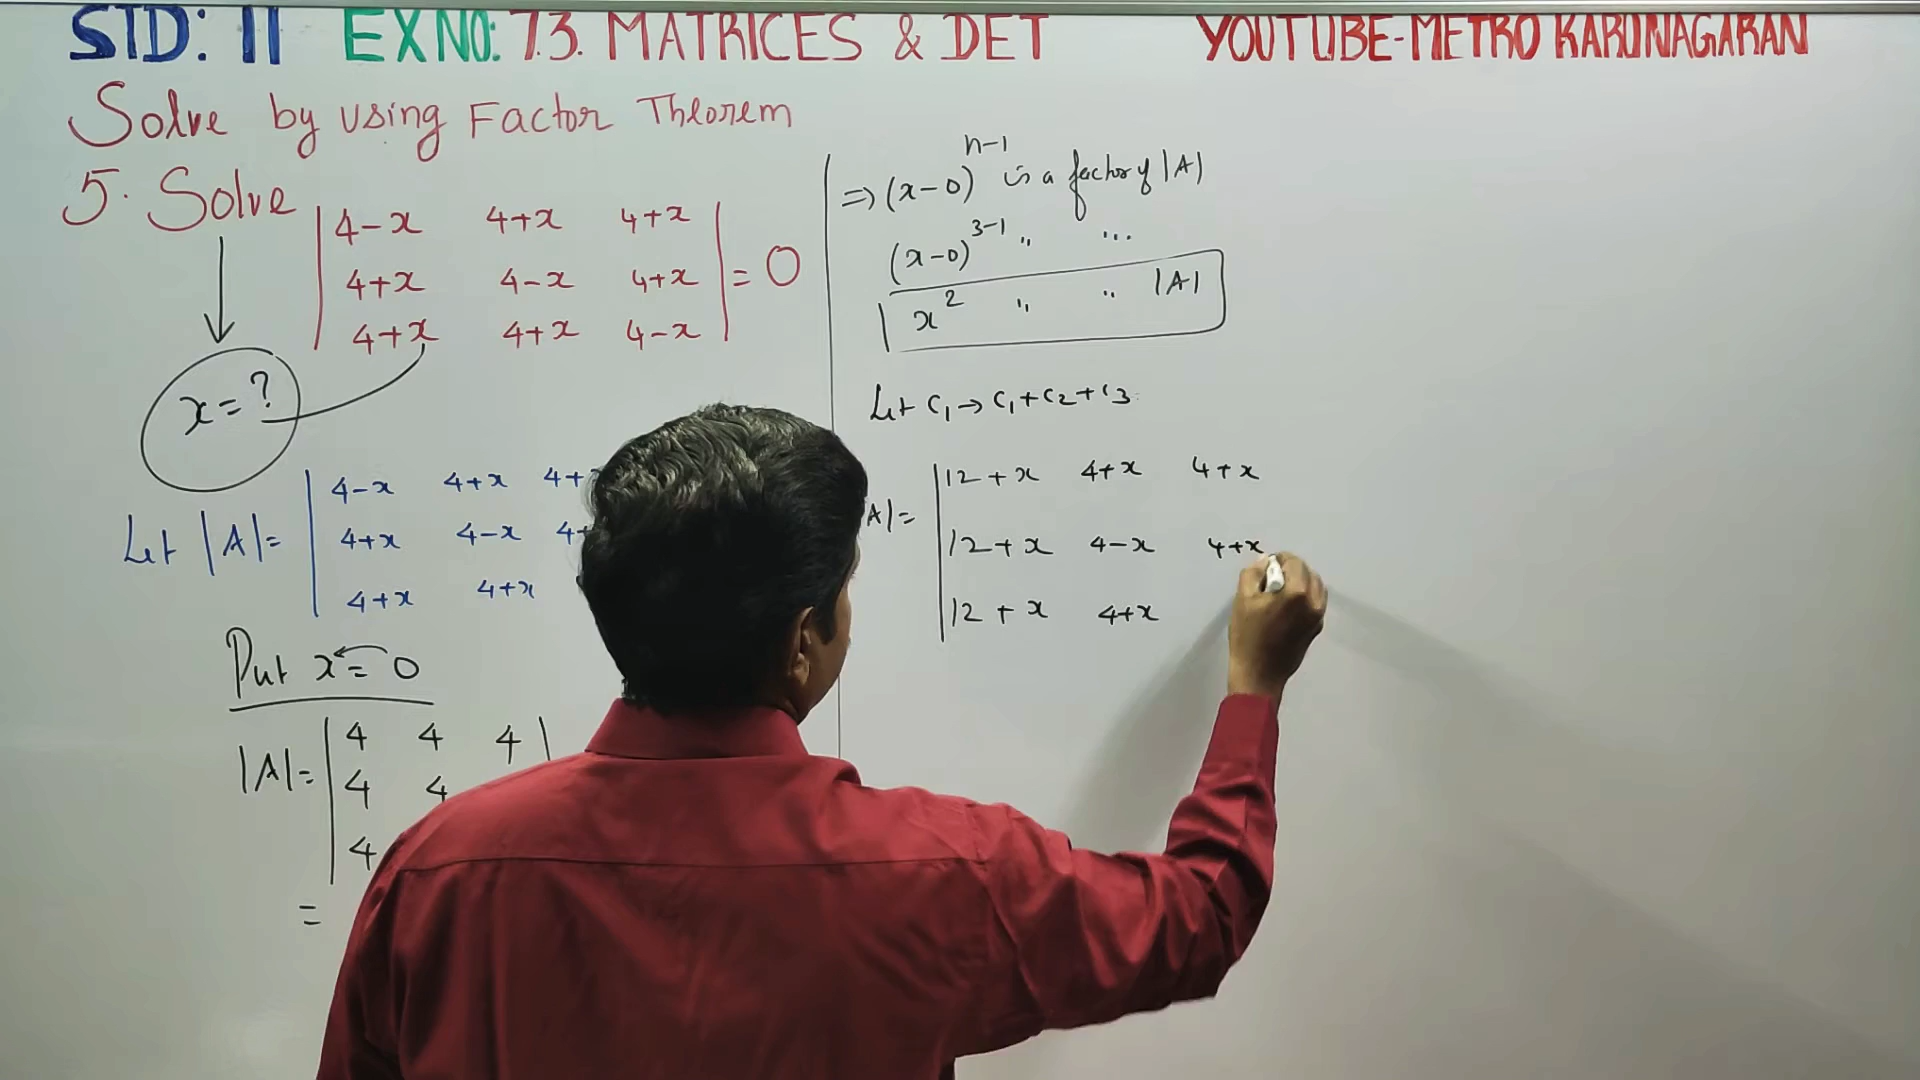 STD: 11 EX NO: 7.3. MATRICES & DET YOUTUBE-METRO KARUNAGARAN
Solve by using Factor Theorem
5. Solve
| 4-x 4+x 4+x |
| 4+x 4-x 4+x | = 0
| 4+x 4+x 4-x |
x = ?
Let |A| = | 4-x 4+x 4+
4+x 4-x 4+
4+x 4+x
Put x = 0
|A| = | 4 4 4 |
4 4
4
=
⇒ (x-0)^n-1 is a factor of |A|
(x-0)^3-1 " ...
x^2 " " |A|
Let C1 → C1 + C2 + C3
A| = | 12+x 4+x 4+x
12+x 4-x 4+x
12+x 4+x